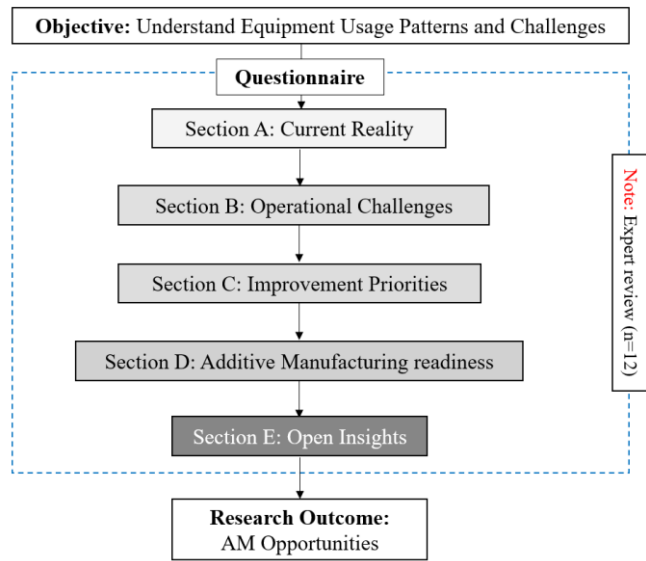 Objective: Understand Equipment Usage Patterns and Challenges
Questionnaire
Section A: Current Reality
Section B: Operational Challenges
Section C: Improvement Priorities
Section D: Additive Manufacturing readiness
Section E: Open Insights
Note: Expert review (n=12)
Research Outcome:
AM Opportunities